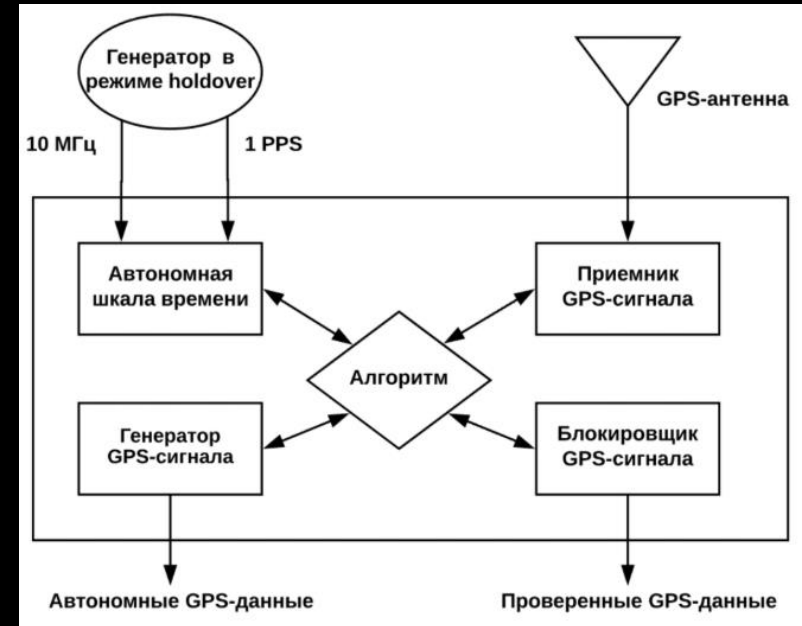 Генератор в
режиме holdover
GPS-антенна
10 МГц
1 PPS
Автономная
шкала времени
Приемник
GPS-сигнала
Алгоритм
Генератор
GPS-сигнала
Блокировщик
GPS-сигнала
Автономные GPS-данные
Проверенные GPS-данные